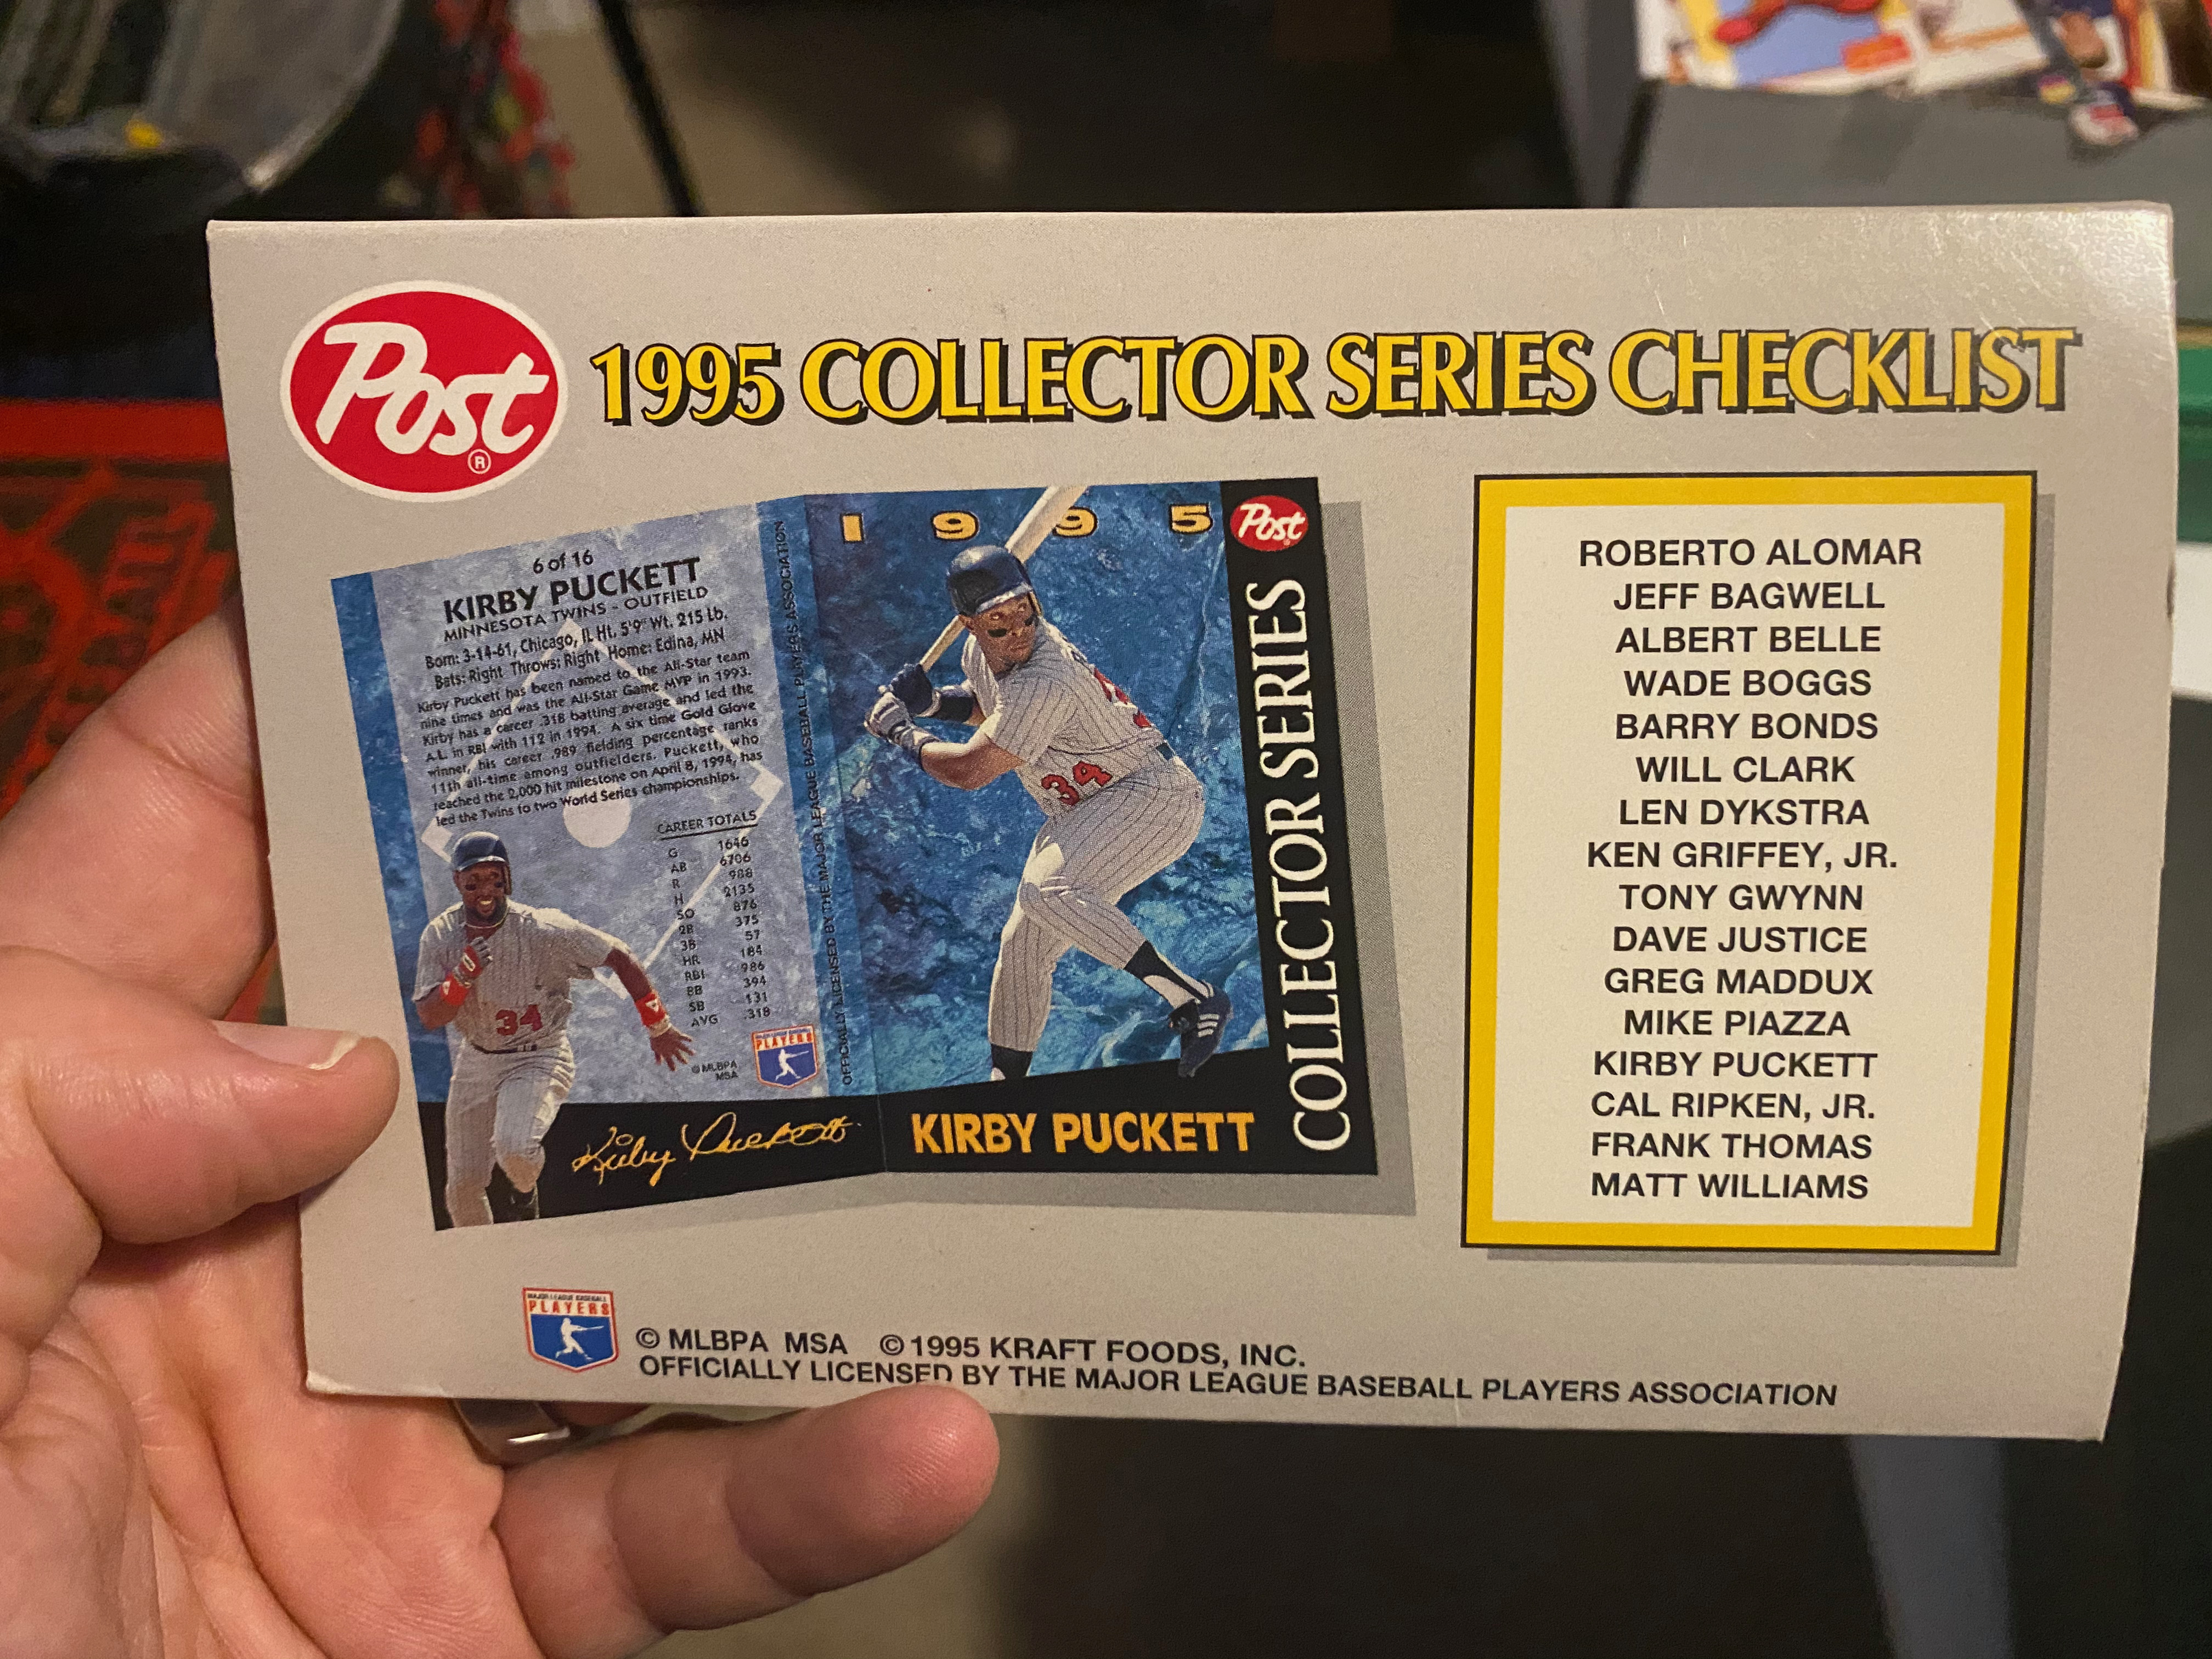 Post
®
1995 COLLECTOR SERIES CHECKLIST
6 of 16
KIRBY PUCKETT
MINNESOTA TWINS - OUTFIELD
Born: 3-14-61, Chicago, IL Ht. 5'9" Wt. 215 lb.
Bats: Right Throws: Right Home: Edina, MN
Kirby Puckett has been named to the All-Star team
nine times and was the All-Star Game MVP in 1993.
Kirby has a career .318 batting average and led the
A.L. in RBI with 112 in 1994. A six time Gold Glove
winner, his career .989 fielding percentage ranks
11th all-time among outfielders. Puckett, who
reached the 2,000 hit milestone on April 8, 1994, has
led the Twins to two World Series championships.
CAREER TOTALS
G 1646
AB 6706
R 988
H 2135
SO 876
2B 375
3B 57
HR 184
RBI 986
BB 394
SB 131
AVG .318
© MLBPA
MSA
PLAYERS
34
Kirby Puckett
OFFICIALLY LICENSED BY THE MAJOR LEAGUE BASEBALL PLAYERS ASSOCIATION
1995
Post
34
COLLECTOR SERIES
KIRBY PUCKETT
ROBERTO ALOMAR
JEFF BAGWELL
ALBERT BELLE
WADE BOGGS
BARRY BONDS
WILL CLARK
LEN DYKSTRA
KEN GRIFFEY, JR.
TONY GWYNN
DAVE JUSTICE
GREG MADDUX
MIKE PIAZZA
KIRBY PUCKETT
CAL RIPKEN, JR.
FRANK THOMAS
MATT WILLIAMS
MAJOR LEAGUE BASEBALL
PLAYERS
© MLBPA MSA © 1995 KRAFT FOODS, INC.
OFFICIALLY LICENSED BY THE MAJOR LEAGUE BASEBALL PLAYERS ASSOCIATION